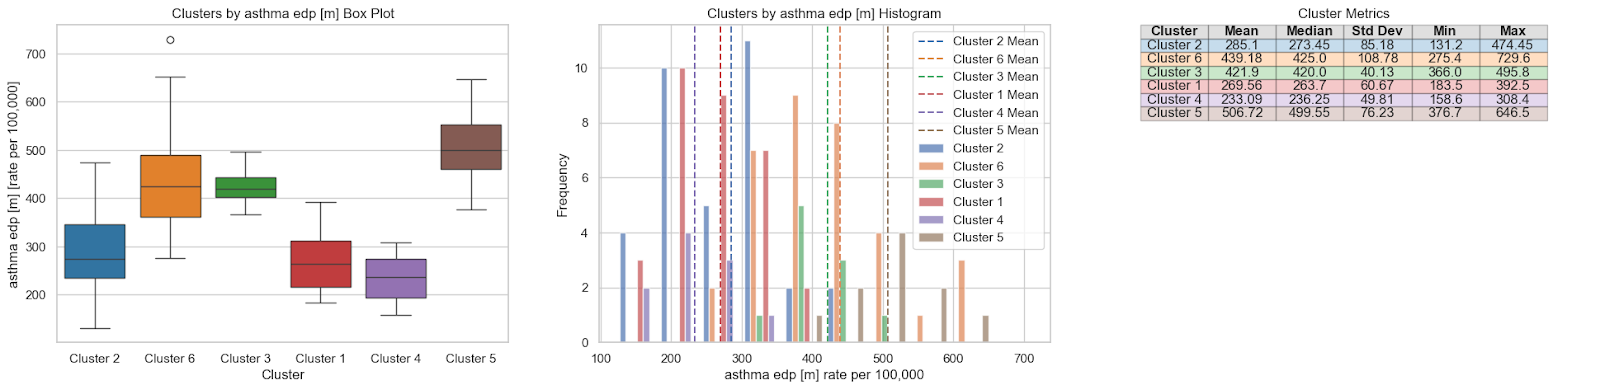 Clusters by asthma edp [m] Box Plot
asthma edp [m] [rate per 100,000]
700
600
500
400
300
200
Cluster 2 Cluster 6 Cluster 3 Cluster 1 Cluster 4 Cluster 5
Cluster
Clusters by asthma edp [m] Histogram
Frequency
10
8
6
4
2
0
100 200 300 400 500 600 700
asthma edp [m] rate per 100,000
Cluster 2 Mean
Cluster 6 Mean
Cluster 3 Mean
Cluster 1 Mean
Cluster 4 Mean
Cluster 5 Mean
Cluster 2
Cluster 6
Cluster 3
Cluster 1
Cluster 4
Cluster 5
Cluster Metrics
Cluster Mean Median Std Dev Min Max
Cluster 2 285.1 273.45 85.18 131.2 474.45
Cluster 6 439.18 425.0 108.78 275.4 729.6
Cluster 3 421.9 420.0 40.13 366.0 495.8
Cluster 1 269.56 263.7 60.67 183.5 392.5
Cluster 4 233.09 236.25 49.81 158.6 308.4
Cluster 5 506.72 499.55 76.23 376.7 646.5